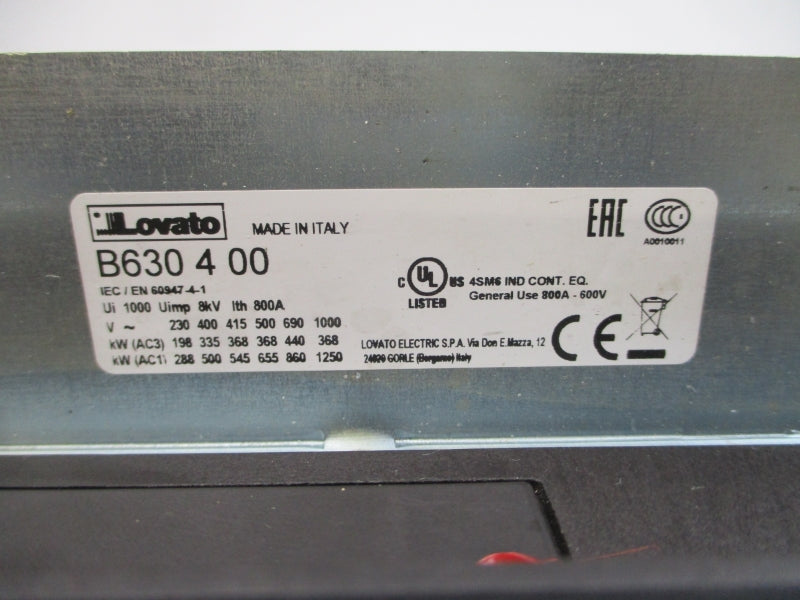 Lovato MADE IN ITALY
B630 4 00
IEC / EN 60947-4-1
Ui 1000 Uimp 8kV Ith 800A
V ~ 230 400 415 500 690 1000
kW (AC3) 198 335 368 368 440 368
kW (AC1) 288 500 545 655 860 1250
EAC CCC
A0010011
C UL US LISTED
4SM6 IND CONT. EQ.
General Use 800A - 600V
LOVATO ELECTRIC S.P.A. Via Don E.Mazza, 12
24020 GORLE (Bergamo) Italy
CE